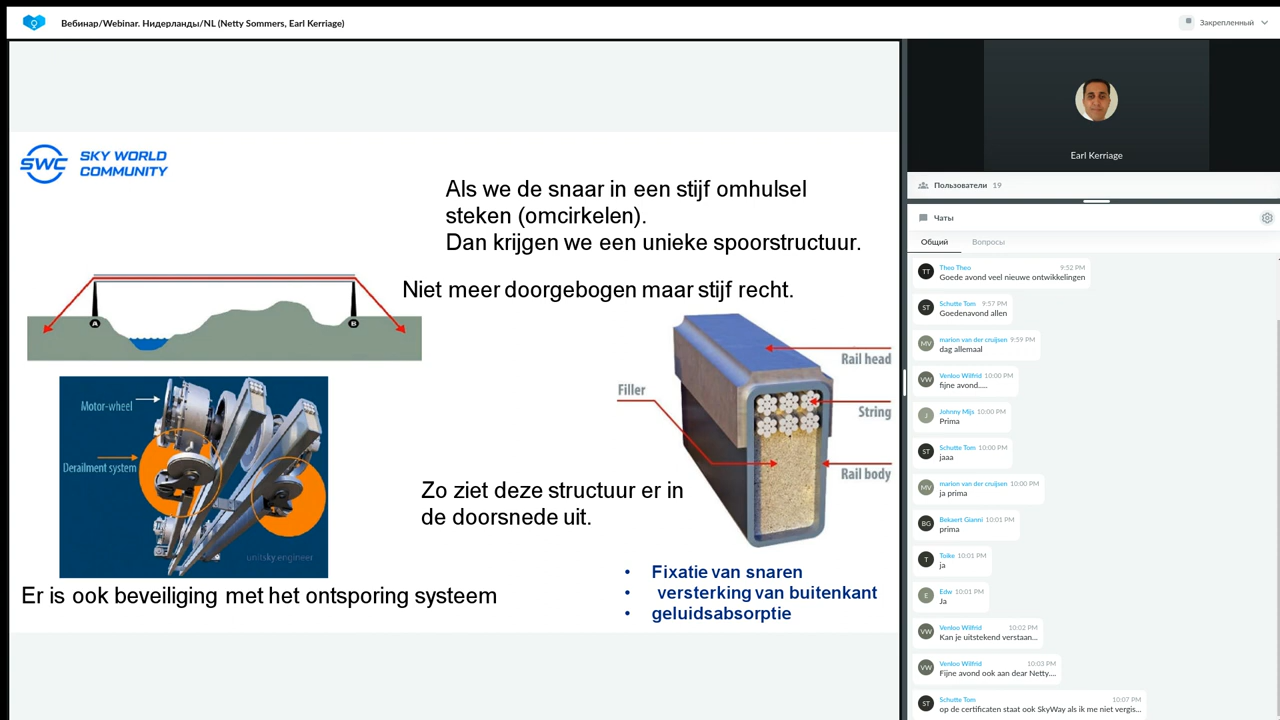 Вебинар/Webinar. Нидерланды/NL (Netty Sommers, Earl Kerriage)
Закрепленный
SWC SKY WORLD
COMMUNITY
Als we de snaar in een stijf omhulsel
steken (omcirkelen).
Dan krijgen we een unieke spoorstructuur.
Niet meer doorgebogen maar stijf recht.
A
B
Motor-wheel
Derailment system
unitsky engineer
Rail head
Filler
String
Rail body
Zo ziet deze structuur er in
de doorsnede uit.
• Fixatie van snaren
• versterking van buitenkant
• geluidsabsorptie
Er is ook beveiliging met het ontsporing systeem
Earl Kerriage
Пользователи 19
Чаты
Общий Вопросы
TT Theo Theo 9:52 PM
Goede avond veel nieuwe ontwikkelingen
ST Schutte Tom 9:57 PM
Goedenavond allen
MV marion van der cruijsen 9:59 PM
dag allemaal
VW Venloo Wilfrid 10:00 PM
fijne avond.....
J Johnny Mijs 10:00 PM
Prima
ST Schutte Tom 10:00 PM
jaaa
MV marion van der cruijsen 10:00 PM
ja prima
BG Bekaert Gianni 10:01 PM
prima
T Toike 10:01 PM
ja
E Edw 10:01 PM
Ja
VW Venloo Wilfrid 10:02 PM
Kan je uitstekend verstaan...
VW Venloo Wilfrid 10:03 PM
Fijne avond ook aan dear Netty....
ST Schutte Tom 10:07 PM
op de certificaten staat ook SkyWay als ik me niet vergis...